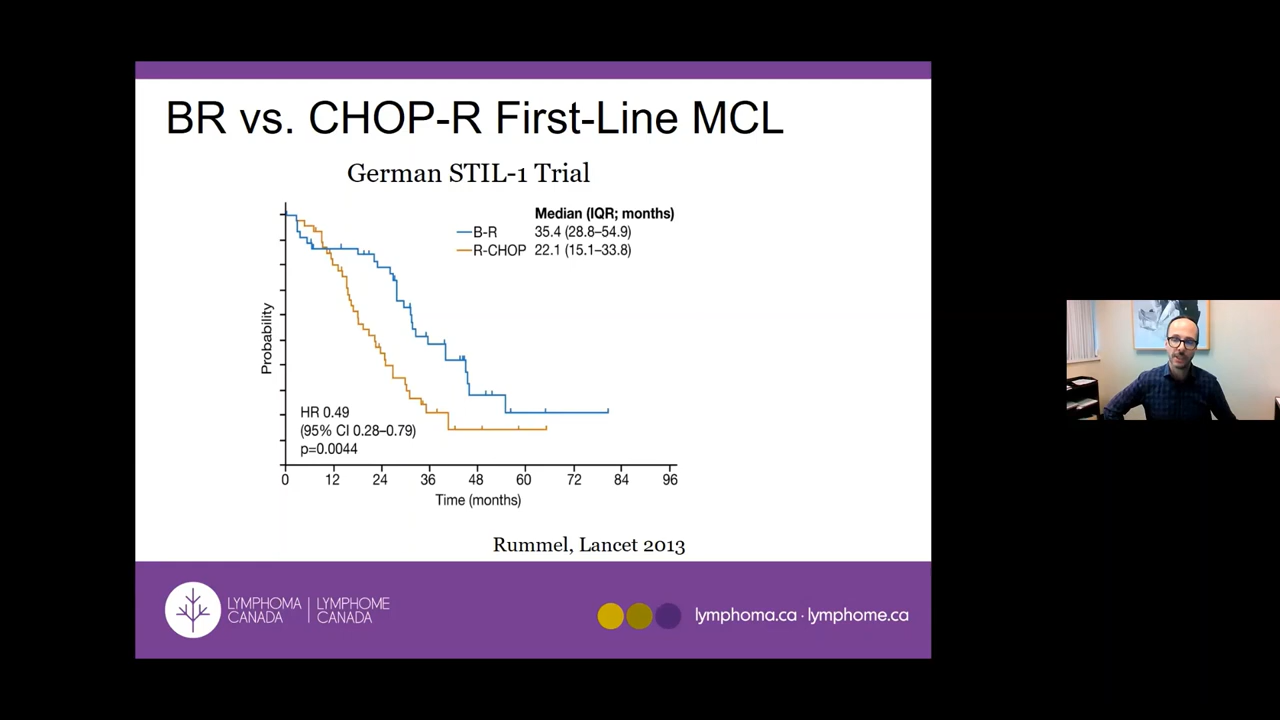 BR vs. CHOP-R First-Line MCL
German STIL-1 Trial
Median (IQR; months)
B-R 35.4 (28.8–54.9)
R-CHOP 22.1 (15.1–33.8)
Probability
HR 0.49
(95% CI 0.28–0.79)
p=0.0044
0 12 24 36 48 60 72 84 96
Time (months)
Rummel, Lancet 2013
LYMPHOMA CANADA | LYMPHOME CANADA
lymphoma.ca · lymphome.ca